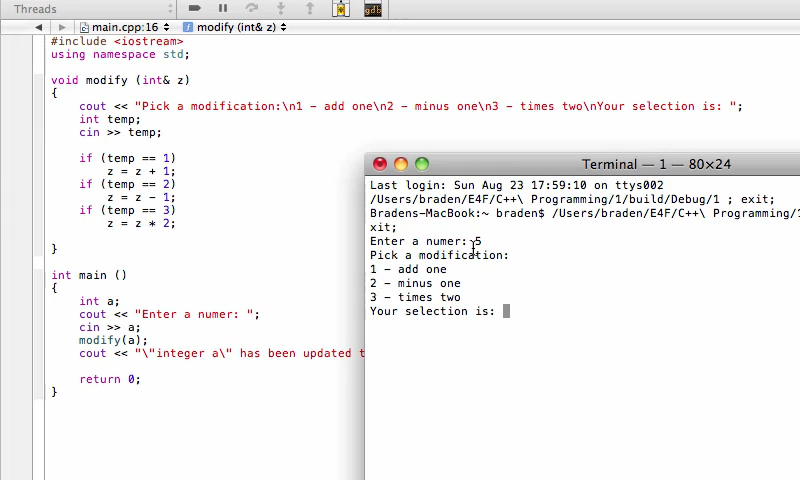 Threads
gdb
main.cpp:16 modify (int& z)
#include <iostream>
using namespace std;
void modify (int& z)
{
cout << "Pick a modification:\n1 - add one\n2 - minus one\n3 - times two\nYour selection is: ";
int temp;
cin >> temp;
if (temp == 1)
z = z + 1;
if (temp == 2)
z = z - 1;
if (temp == 3)
z = z * 2;
}
int main ()
{
int a;
cout << "Enter a numer: ";
cin >> a;
modify(a);
cout << "\"integer a\" has been updated t
return 0;
}
Terminal — 1 — 80×24
Last login: Sun Aug 23 17:59:10 on ttys002
/Users/braden/E4F/C++\ Programming/1/build/Debug/1 ; exit;
Bradens-MacBook:~ braden$ /Users/braden/E4F/C++\ Programming/1
xit;
Enter a numer: 5
Pick a modification:
1 - add one
2 - minus one
3 - times two
Your selection is: